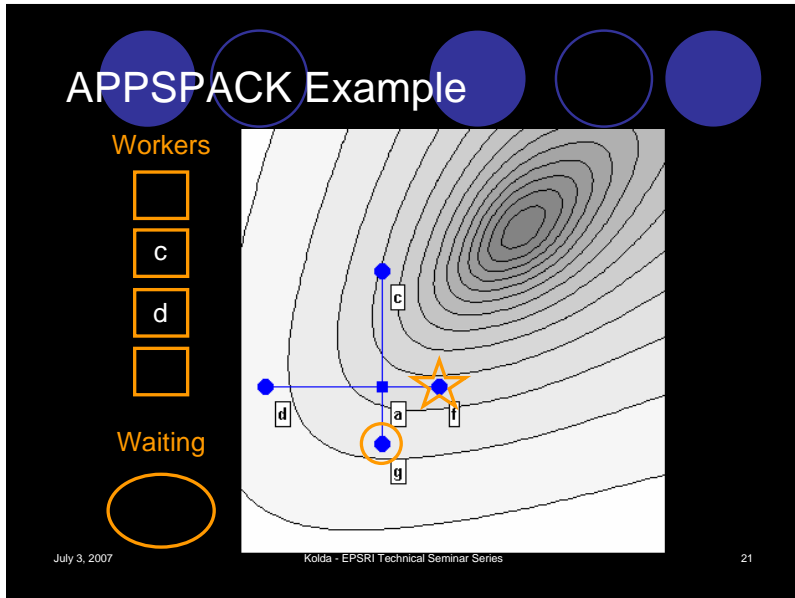 APPSPACK Example
Workers
c
d
Waiting
c
d
a
f
g
July 3, 2007
Kolda - EPSRI Technical Seminar Series
21